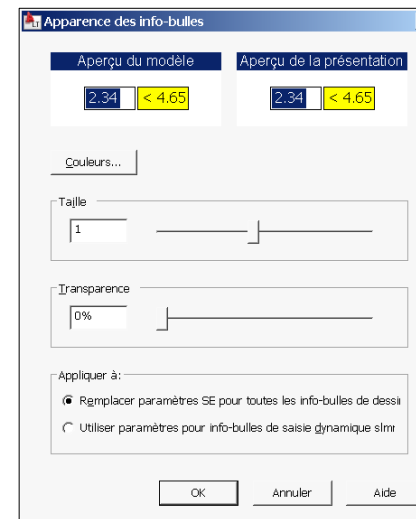 Apparence des info-bulles
Aperçu du modèle
Aperçu de la présentation
2.34 < 4.65
2.34 < 4.65
Couleurs...
Taille
1
Transparence
0%
Appliquer à:
Remplacer paramètres SE pour toutes les info-bulles de dessi
Utiliser paramètres pour info-bulles de saisie dynamique slmr
OK Annuler Aide